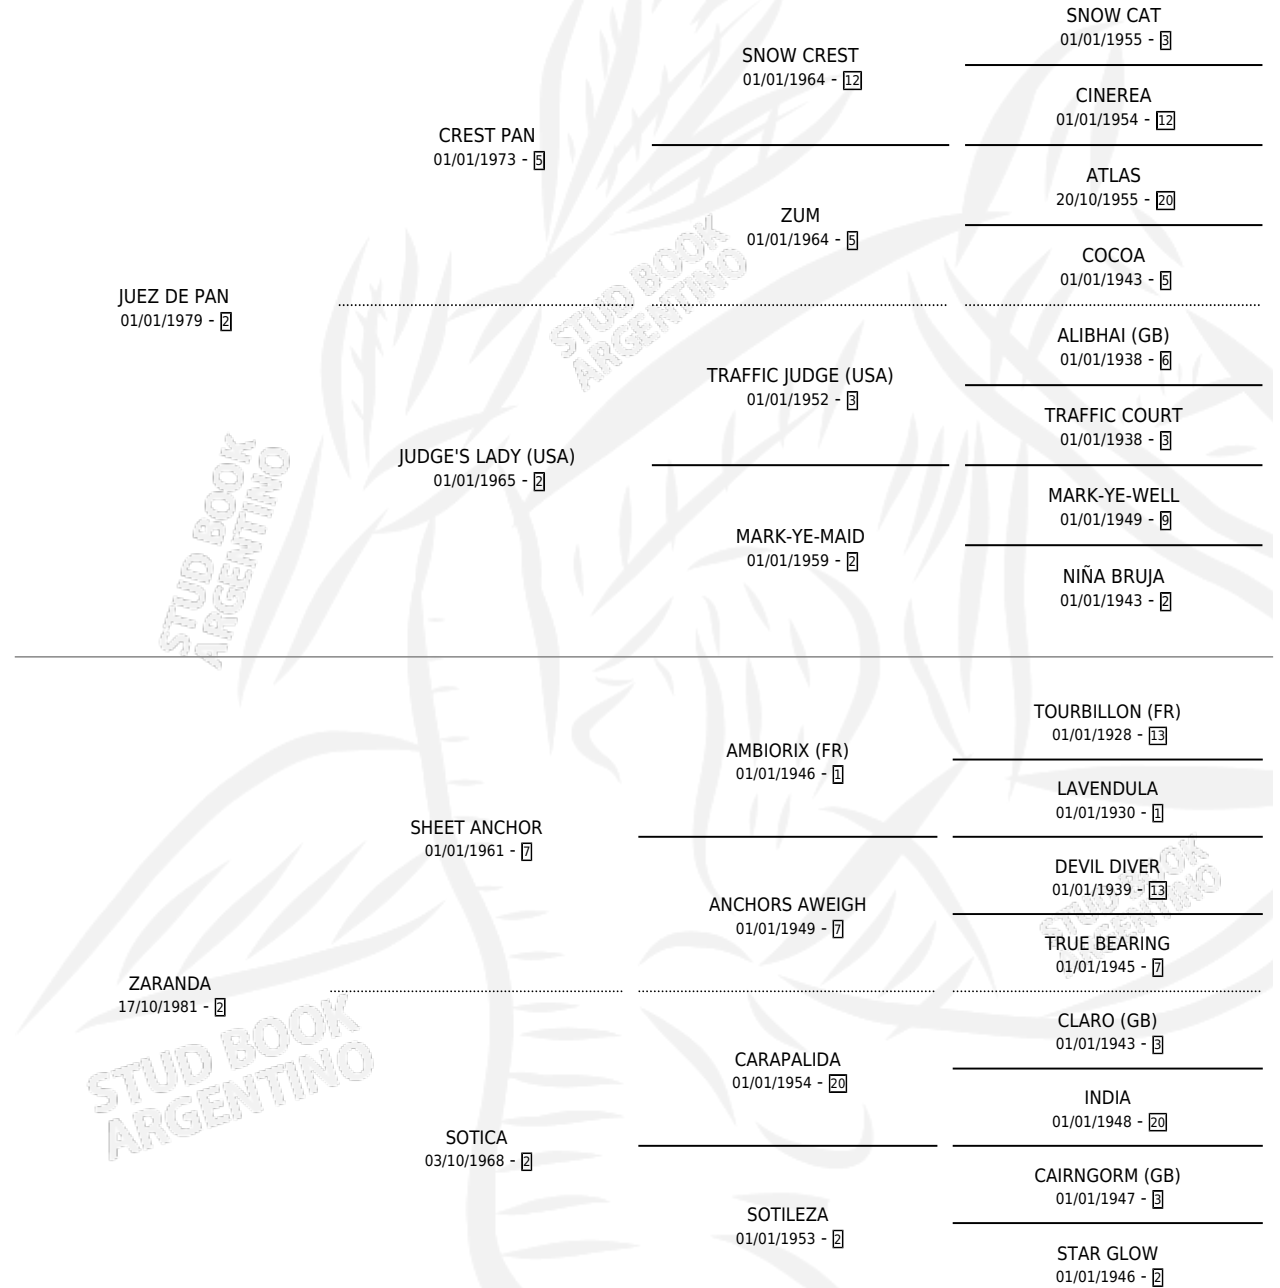 SNOW CAT
01/01/1955 - 3
SNOW CREST
01/01/1964 - 12
CINEREA
01/01/1954 - 12
CREST PAN
01/01/1973 - 5
ATLAS
20/10/1955 - 20
ZUM
01/01/1964 - 5
COCOA
01/01/1943 - 5
JUEZ DE PAN
01/01/1979 - 2
ALIBHAI (GB)
01/01/1938 - 6
TRAFFIC JUDGE (USA)
01/01/1952 - 3
TRAFFIC COURT
01/01/1938 - 3
JUDGE'S LADY (USA)
01/01/1965 - 2
MARK-YE-WELL
01/01/1949 - 9
MARK-YE-MAID
01/01/1959 - 2
NIÑA BRUJA
01/01/1943 - 2
TOURBILLON (FR)
01/01/1928 - 13
AMBIORIX (FR)
01/01/1946 - 1
LAVENDULA
01/01/1930 - 1
SHEET ANCHOR
01/01/1961 - 7
DEVIL DIVER
01/01/1939 - 13
ANCHORS AWEIGH
01/01/1949 - 7
TRUE BEARING
01/01/1945 - 7
ZARANDA
17/10/1981 - 2
CLARO (GB)
01/01/1943 - 3
CARAPALIDA
01/01/1954 - 20
INDIA
01/01/1948 - 20
SOTICA
03/10/1968 - 2
CAIRNGORM (GB)
01/01/1947 - 3
SOTILEZA
01/01/1953 - 2
STAR GLOW
01/01/1946 - 2
STUD BOOK
ARGENTINO
STUD BOOK
ARGENTINO
STUD BOOK
ARGENTINO
STUD BOOK
ARGENTINO